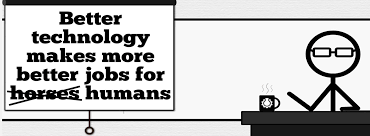 Better
technology
makes more
better jobs for
horses humans